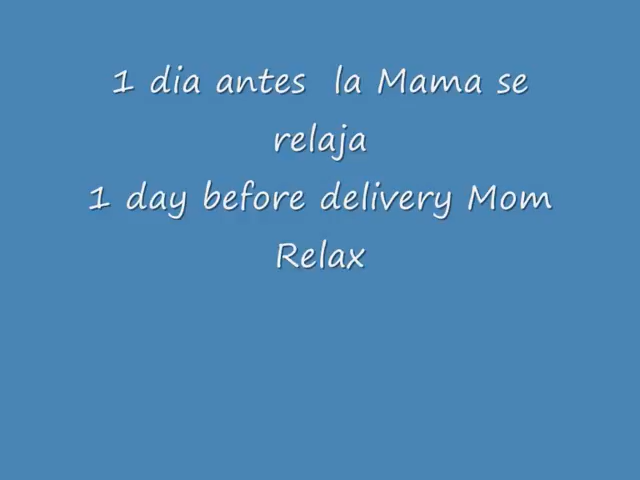 1 dia antes la Mama se
relaja
1 day before delivery Mom
Relax